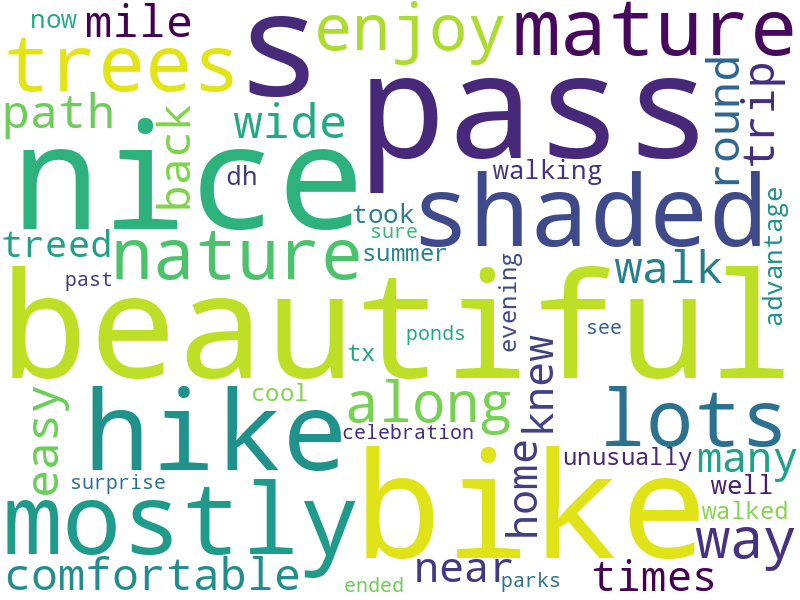 now
mile
s
enjoy
mature
trees
pass
round
trip
path
back
wide
nice
dh
walking
shaded
took
sure
advantage
treed
nature
summer
walk
past
beautiful
evening
tx
ponds
see
easy
hike
cool
along
knew
lots
celebration
home
bike
unusually
many
surprise
mostly
well
walked
way
comfortable
near
parks
times
ended